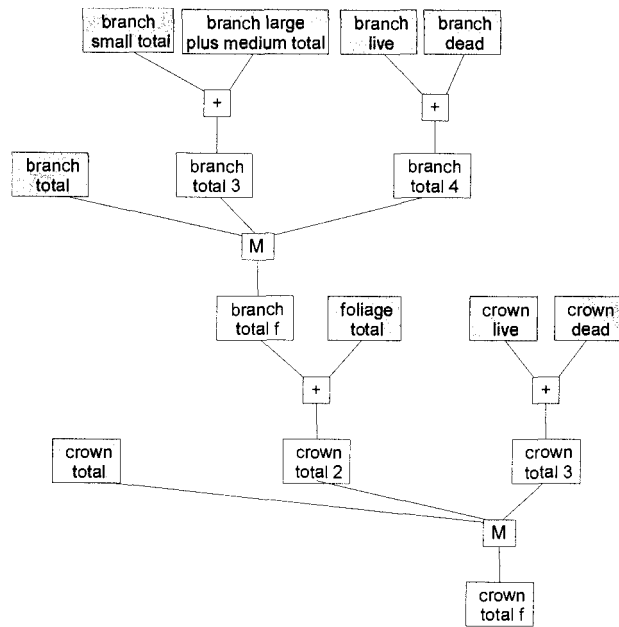 branch
small total
branch large
plus medium total
branch
live
branch
dead
+
+
branch
total
branch
total 3
branch
total 4
M
branch
total f
foliage
total
crown
live
crown
dead
+
+
crown
total
crown
total 2
crown
total 3
M
crown
total f